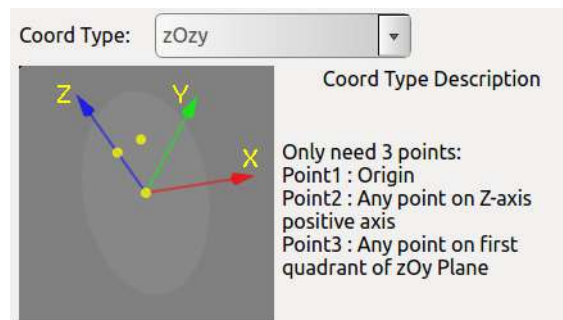 Coord Type: zOzy
Z Y
X
Coord Type Description
Only need 3 points:
Point1 : Origin
Point2 : Any point on Z-axis
positive axis
Point3 : Any point on first
quadrant of zOy Plane